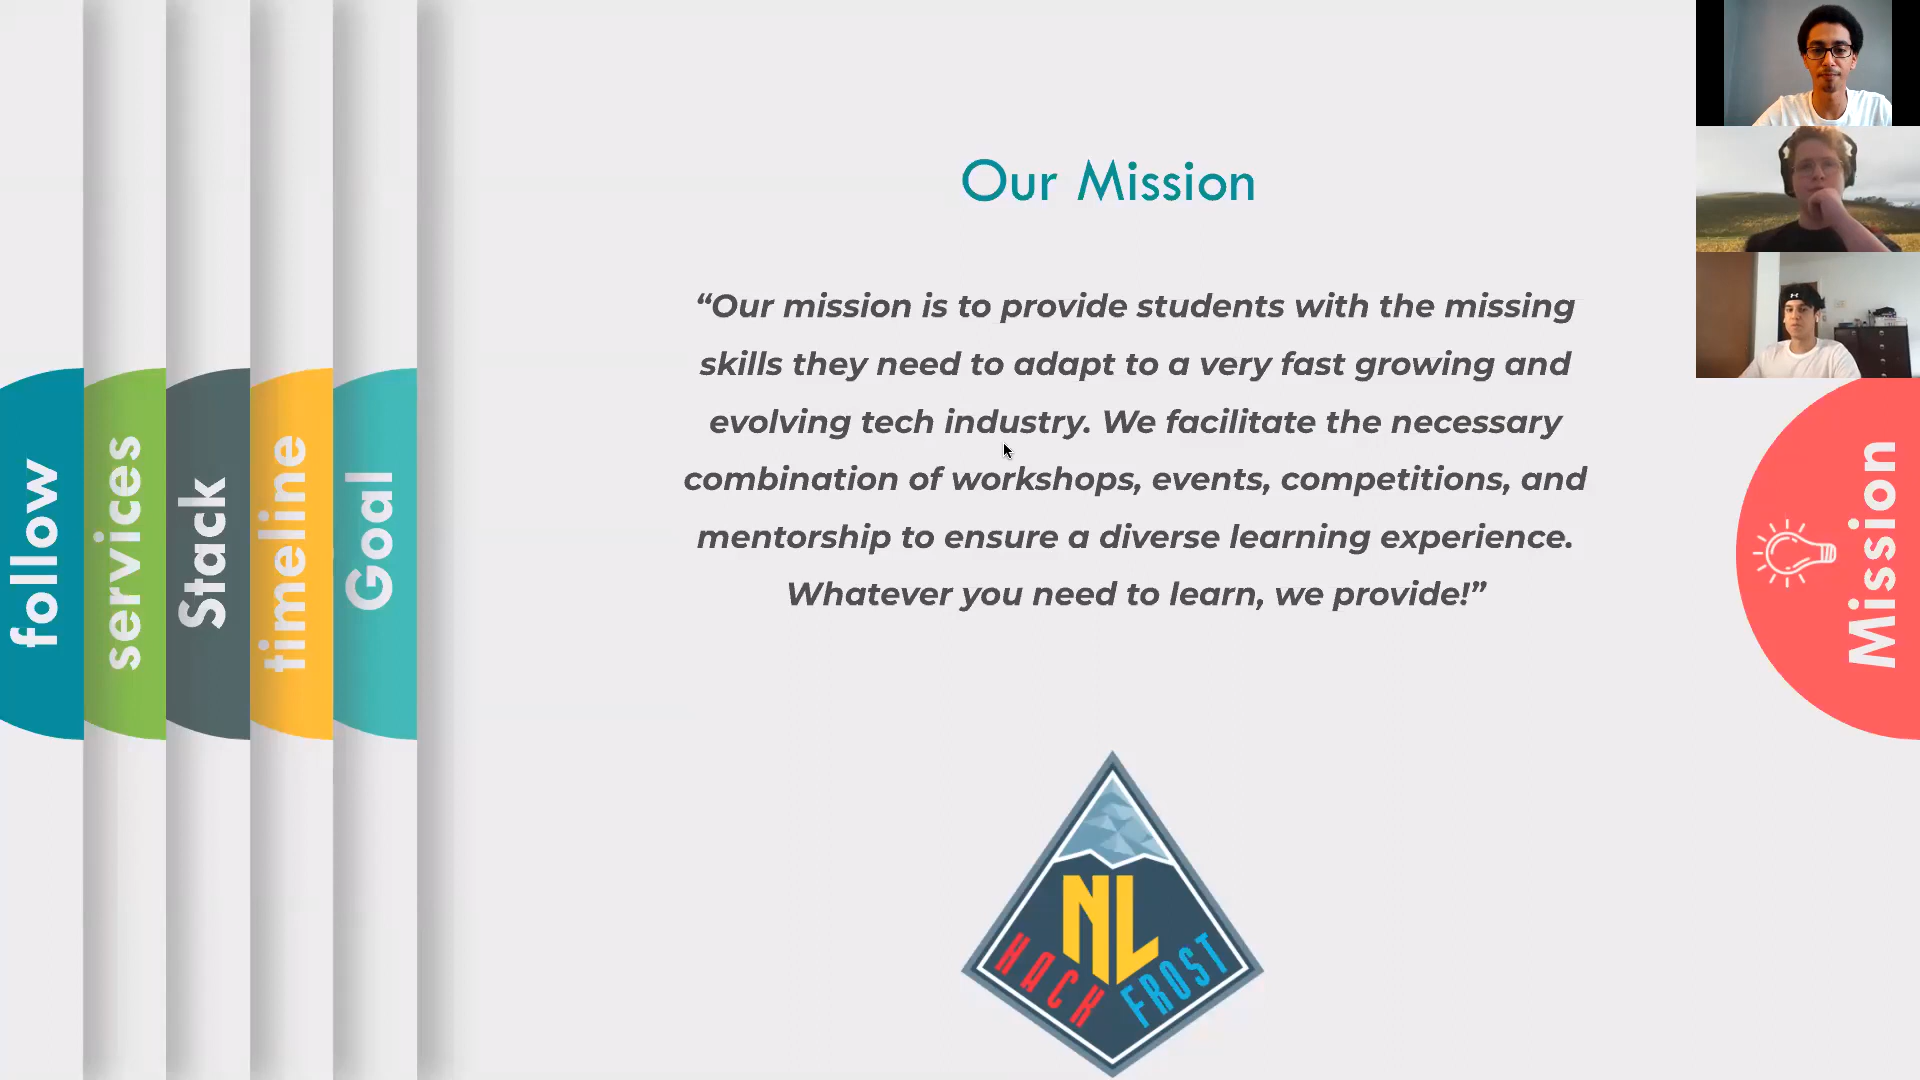 Our Mission
“Our mission is to provide students with the missing
skills they need to adapt to a very fast growing and
evolving tech industry. We facilitate the necessary
combination of workshops, events, competitions, and
mentorship to ensure a diverse learning experience.
Whatever you need to learn, we provide!”
follow
services
Stack
timeline
Goal
Mission
NL
HACK FROST